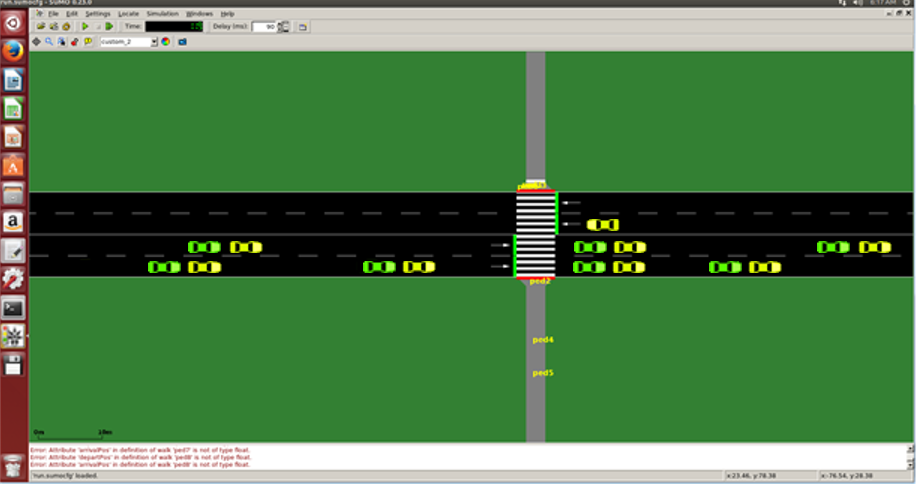 run.sumocfg - SUMO 0.25.0
6:17 AM
File Edit Settings Locate Simulation Windows Help
Time: Delay (ms): 90
custom_2
ped2
ped4
ped5
0m 10m
Error: Attribute 'arrivalPos' in definition of walk 'ped7' is not of type float.
Error: Attribute 'departPos' in definition of walk 'ped8' is not of type float.
Error: Attribute 'arrivalPos' in definition of walk 'ped8' is not of type float.
'run.sumocfg' loaded.
x:23.46, y:78.38
x:-76.54, y:28.38